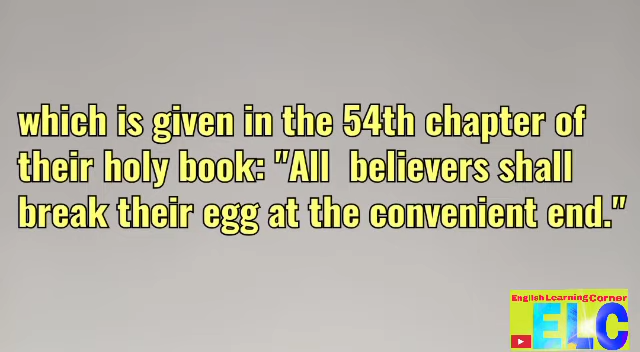 which is given in the 54th chapter of
their holy book: "All believers shall
break their egg at the convenient end."
English Learning Corner
ELC